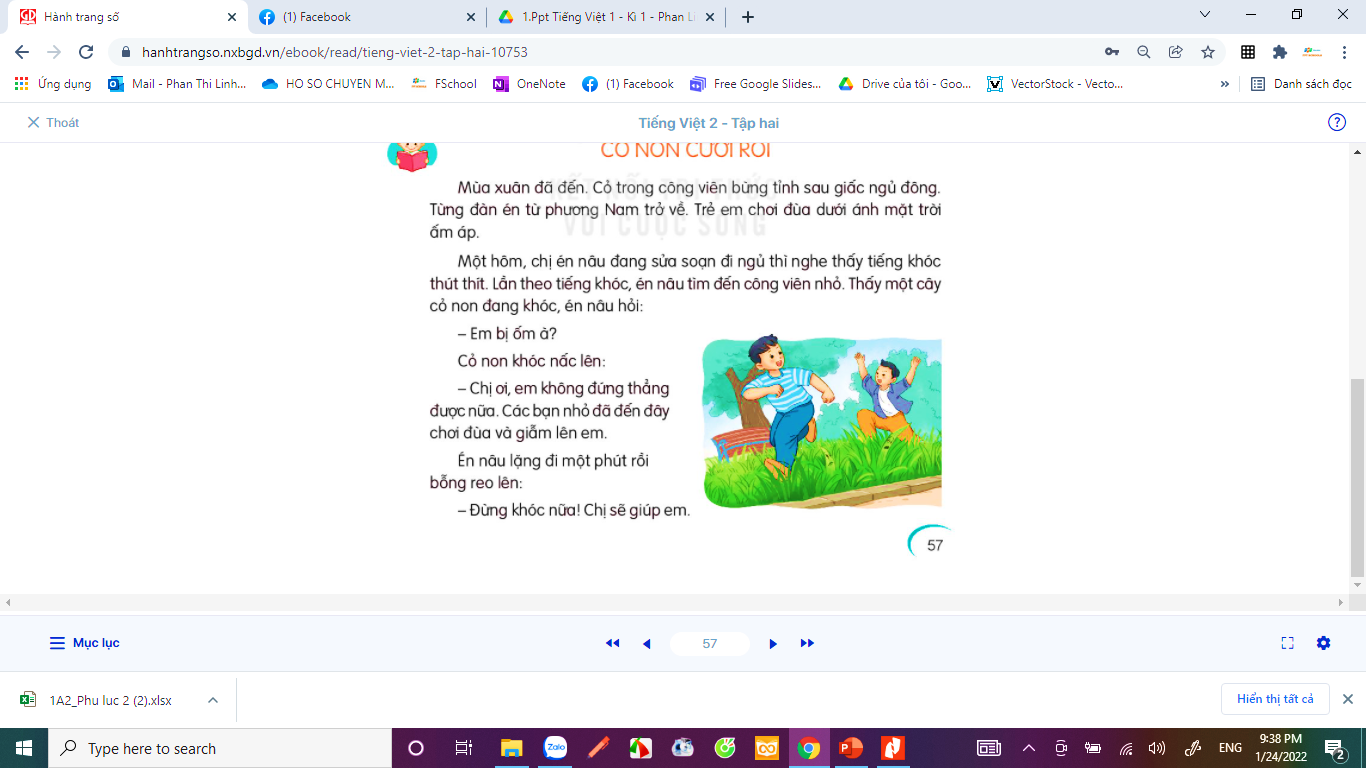 Hành trang số
(1) Facebook
1.Ppt Tiếng Việt 1 - Kì 1 - Phan Li
hanhtrangso.nxbgd.vn/ebook/read/tieng-viet-2-tap-hai-10753
Ứng dụng
Mail - Phan Thi Linh...
HO SO CHUYEN M...
FSchool
OneNote
(1) Facebook
Free Google Slides...
Drive của tôi - Goo...
VectorStock - Vecto...
»
Danh sách đọc
Thoát
Tiếng Việt 2 - Tập hai
CỎ NON CƯỜI RỒI
KẾT NỐI TRI THỨC
VỚI CUỘC SỐNG
Mùa xuân đã đến. Cỏ trong công viên bừng tỉnh sau giấc ngủ đông.
Từng đàn én từ phương Nam trở về. Trẻ em chơi đùa dưới ánh mặt trời
ấm áp.
Một hôm, chị én nâu đang sửa soạn đi ngủ thì nghe thấy tiếng khóc
thút thít. Lần theo tiếng khóc, én nâu tìm đến công viên nhỏ. Thấy một cây
cỏ non đang khóc, én nâu hỏi:
– Em bị ốm à?
Cỏ non khóc nấc lên:
– Chị ơi, em không đứng thẳng
được nữa. Các bạn nhỏ đã đến đây
chơi đùa và giẫm lên em.
Én nâu lặng đi một phút rồi
bỗng reo lên:
– Đừng khóc nữa! Chị sẽ giúp em.
57
Mục lục
57
1A2_Phu luc 2 (2).xlsx
Hiển thị tất cả
Type here to search
Zalo
ENG
9:38 PM
1/24/2022
2